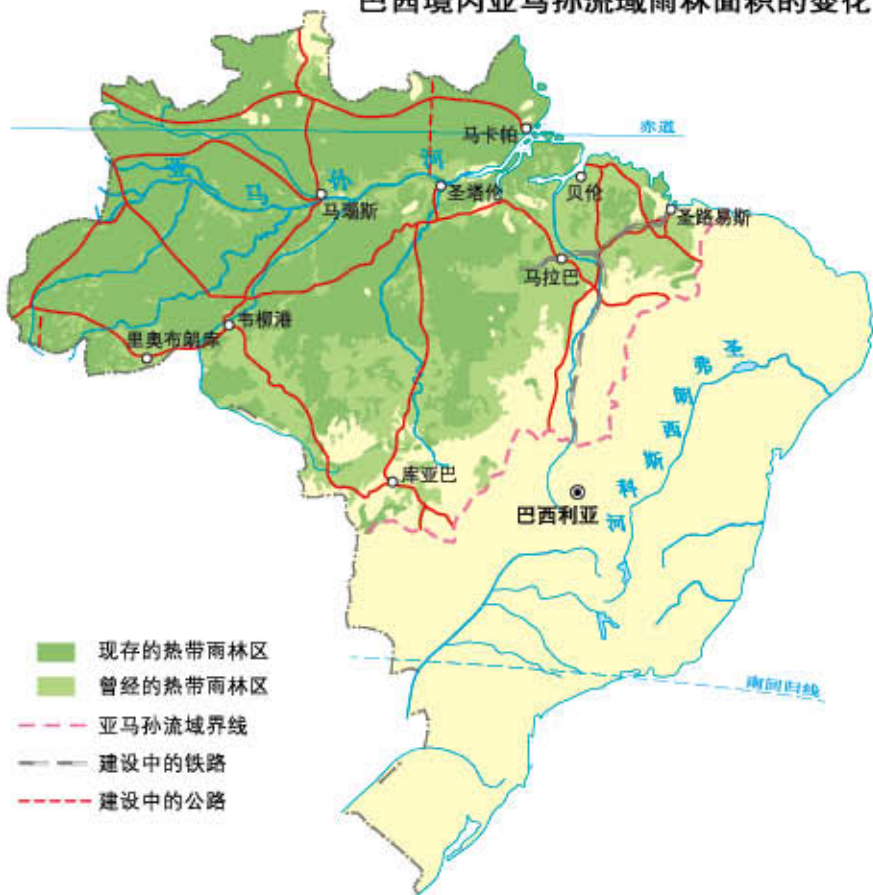 巴西境内亚马孙流域雨林面积的变化
赤道
马卡帕
亚马孙河
圣塔伦
贝伦
马瑙斯
圣路易斯
马拉巴
韦柳港
里奥布朗库
圣弗朗西斯科河
库亚巴
巴西利亚
现存的热带雨林区
曾经的热带雨林区
南回归线
亚马孙流域界线
建设中的铁路
建设中的公路